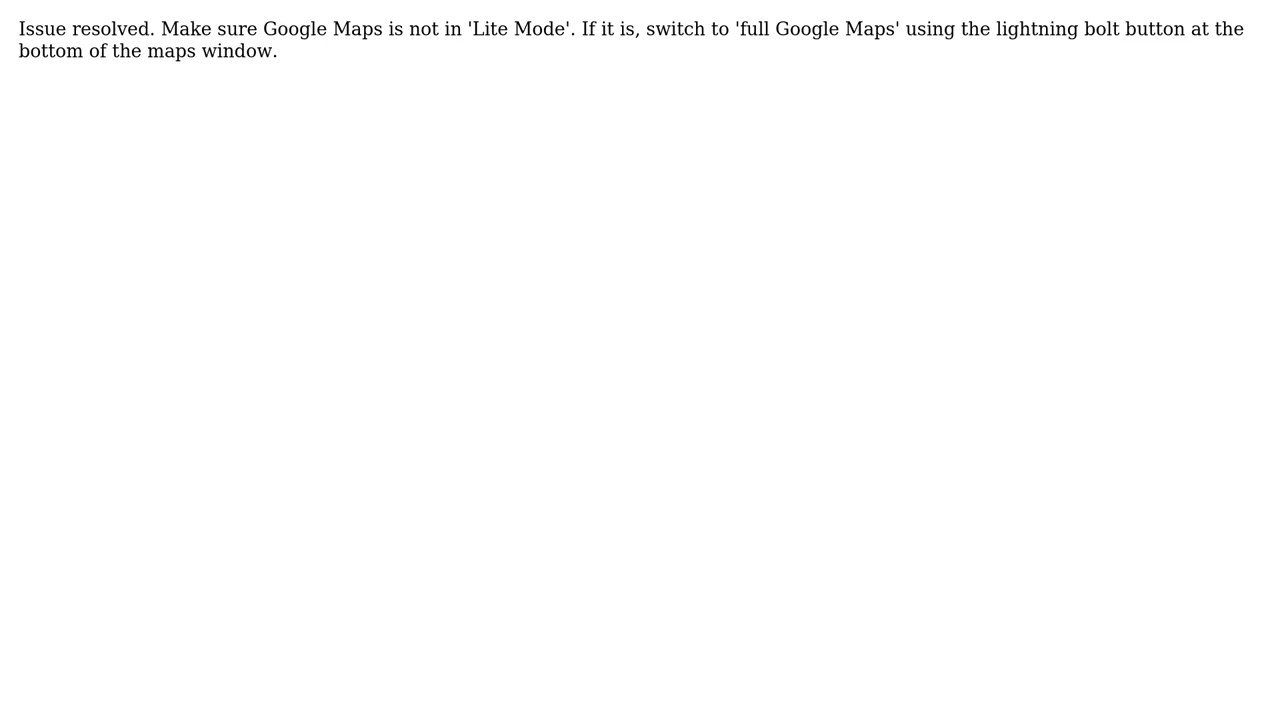 Issue resolved. Make sure Google Maps is not in 'Lite Mode'. If it is, switch to 'full Google Maps' using the lightning bolt button at the
bottom of the maps window.